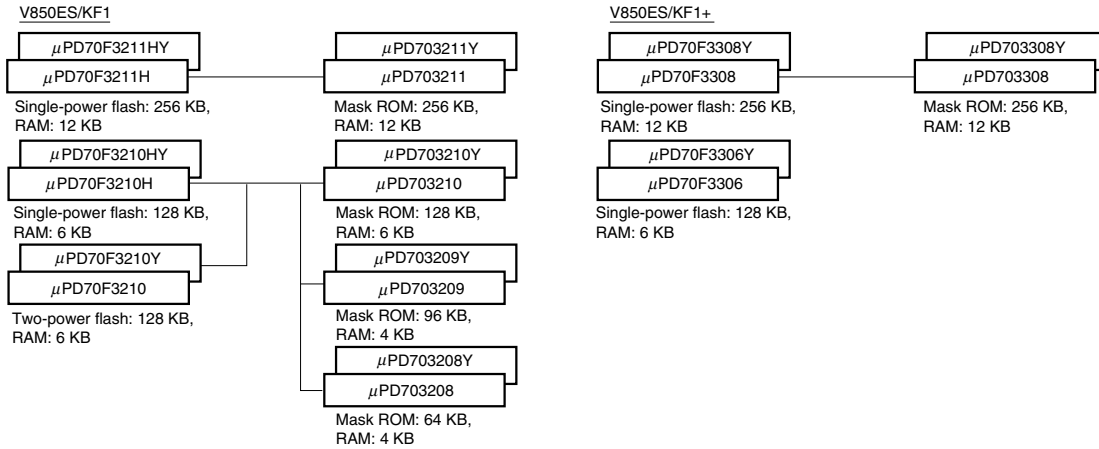 V850ES/KF1
μPD70F3211HY
μPD70F3211H
Single-power flash: 256 KB,
RAM: 12 KB
μPD703211Y
μPD703211
Mask ROM: 256 KB,
RAM: 12 KB
μPD70F3210HY
μPD70F3210H
Single-power flash: 128 KB,
RAM: 6 KB
μPD703210Y
μPD703210
Mask ROM: 128 KB,
RAM: 6 KB
μPD70F3210Y
μPD70F3210
Two-power flash: 128 KB,
RAM: 6 KB
μPD703209Y
μPD703209
Mask ROM: 96 KB,
RAM: 4 KB
μPD703208Y
μPD703208
Mask ROM: 64 KB,
RAM: 4 KB
V850ES/KF1+
μPD70F3308Y
μPD70F3308
Single-power flash: 256 KB,
RAM: 12 KB
μPD703308Y
μPD703308
Mask ROM: 256 KB,
RAM: 12 KB
μPD70F3306Y
μPD70F3306
Single-power flash: 128 KB,
RAM: 6 KB